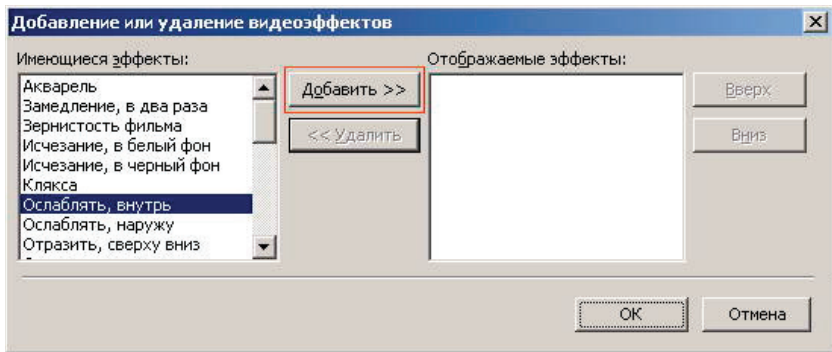 Добавление или удаление видеоэффектов
Имеющиеся эффекты:
Отображаемые эффекты:
Акварель
Замедление, в два раза
Зернистость фильма
Исчезание, в белый фон
Исчезание, в черный фон
Клякса
Ослаблять, внутрь
Ослаблять, наружу
Отразить, сверху вниз
Добавить >>
<< Удалить
Вверх
Вниз
ОК
Отмена